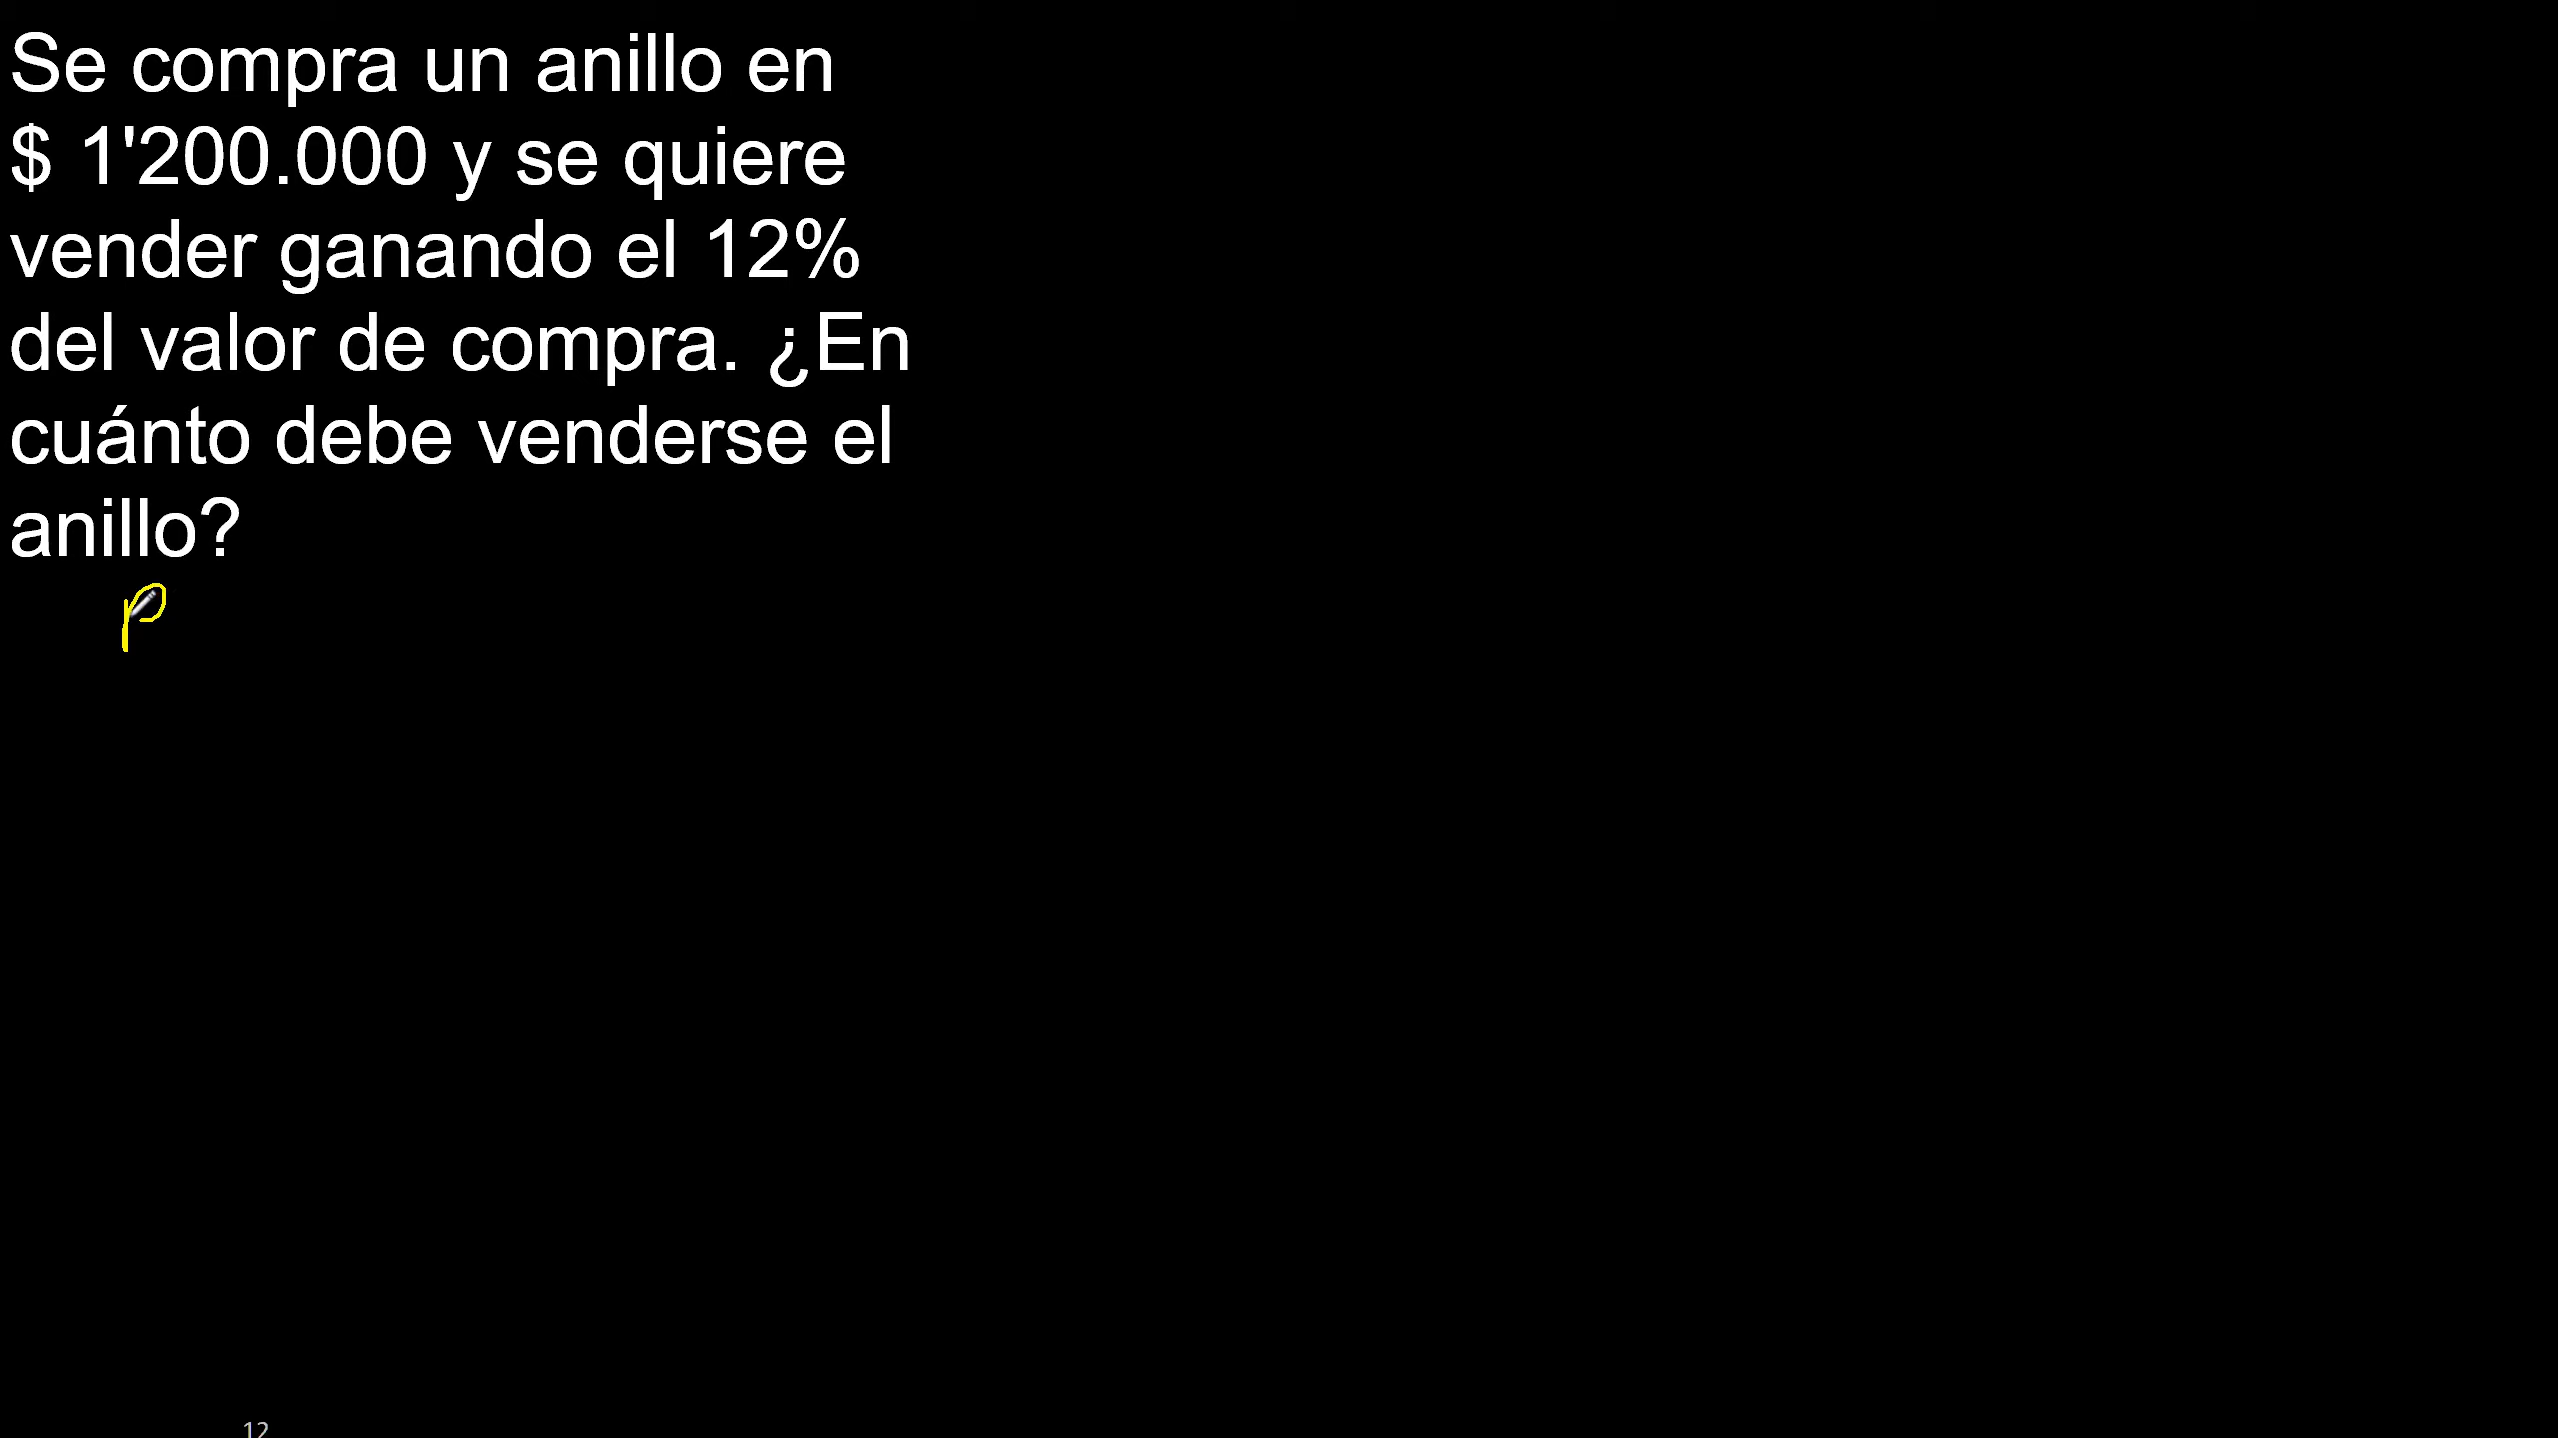 Se compra un anillo en
$ 1'200.000 y se quiere
vender ganando el 12%
del valor de compra. ¿En
cuánto debe venderse el
anillo?
p
12